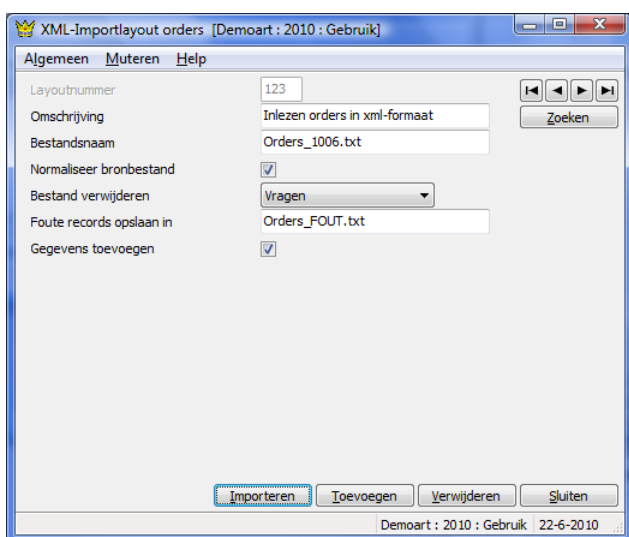 XML-Importlayout orders [Demoart : 2010 : Gebruik]
Algemeen Muteren Help
Layoutnummer 123
Omschrijving Inlezen orders in xml-formaat Zoeken
Bestandsnaam Orders_1006.txt
Normaliseer bronbestand
Bestand verwijderen Vragen
Foute records opslaan in Orders_FOUT.txt
Gegevens toevoegen
Importeren Toevoegen Verwijderen Sluiten
Demoart : 2010 : Gebruik 22-6-2010